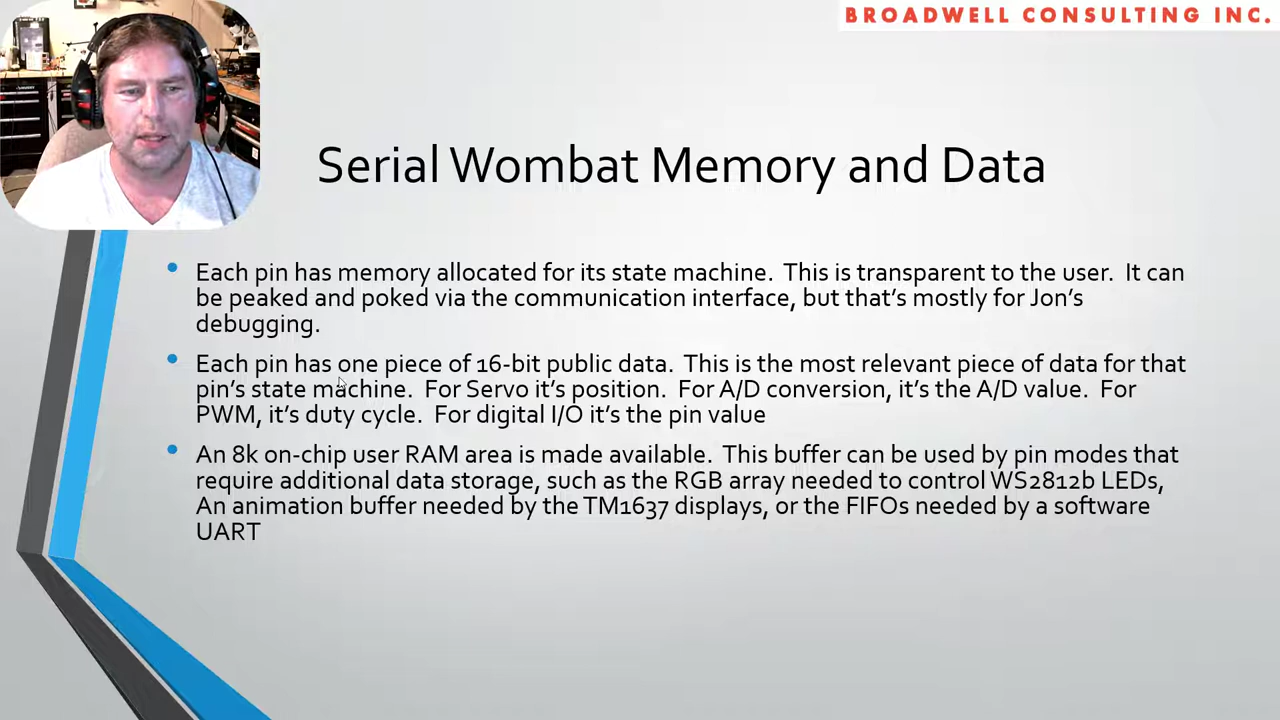 BROADWELL CONSULTING INC.
Serial Wombat Memory and Data
Each pin has memory allocated for its state machine. This is transparent to the user. It can
be peaked and poked via the communication interface, but that's mostly for Jon's
debugging.
Each pin has one piece of 16-bit public data. This is the most relevant piece of data for that
pin's state machine. For Servo it's position. For A/D conversion, it's the A/D value. For
PWM, it's duty cycle. For digital I/O it's the pin value
An 8k on-chip user RAM area is made available. This buffer can be used by pin modes that
require additional data storage, such as the RGB array needed to control WS2812b LEDs,
An animation buffer needed by the TM1637 displays, or the FIFOs needed by a software
UART